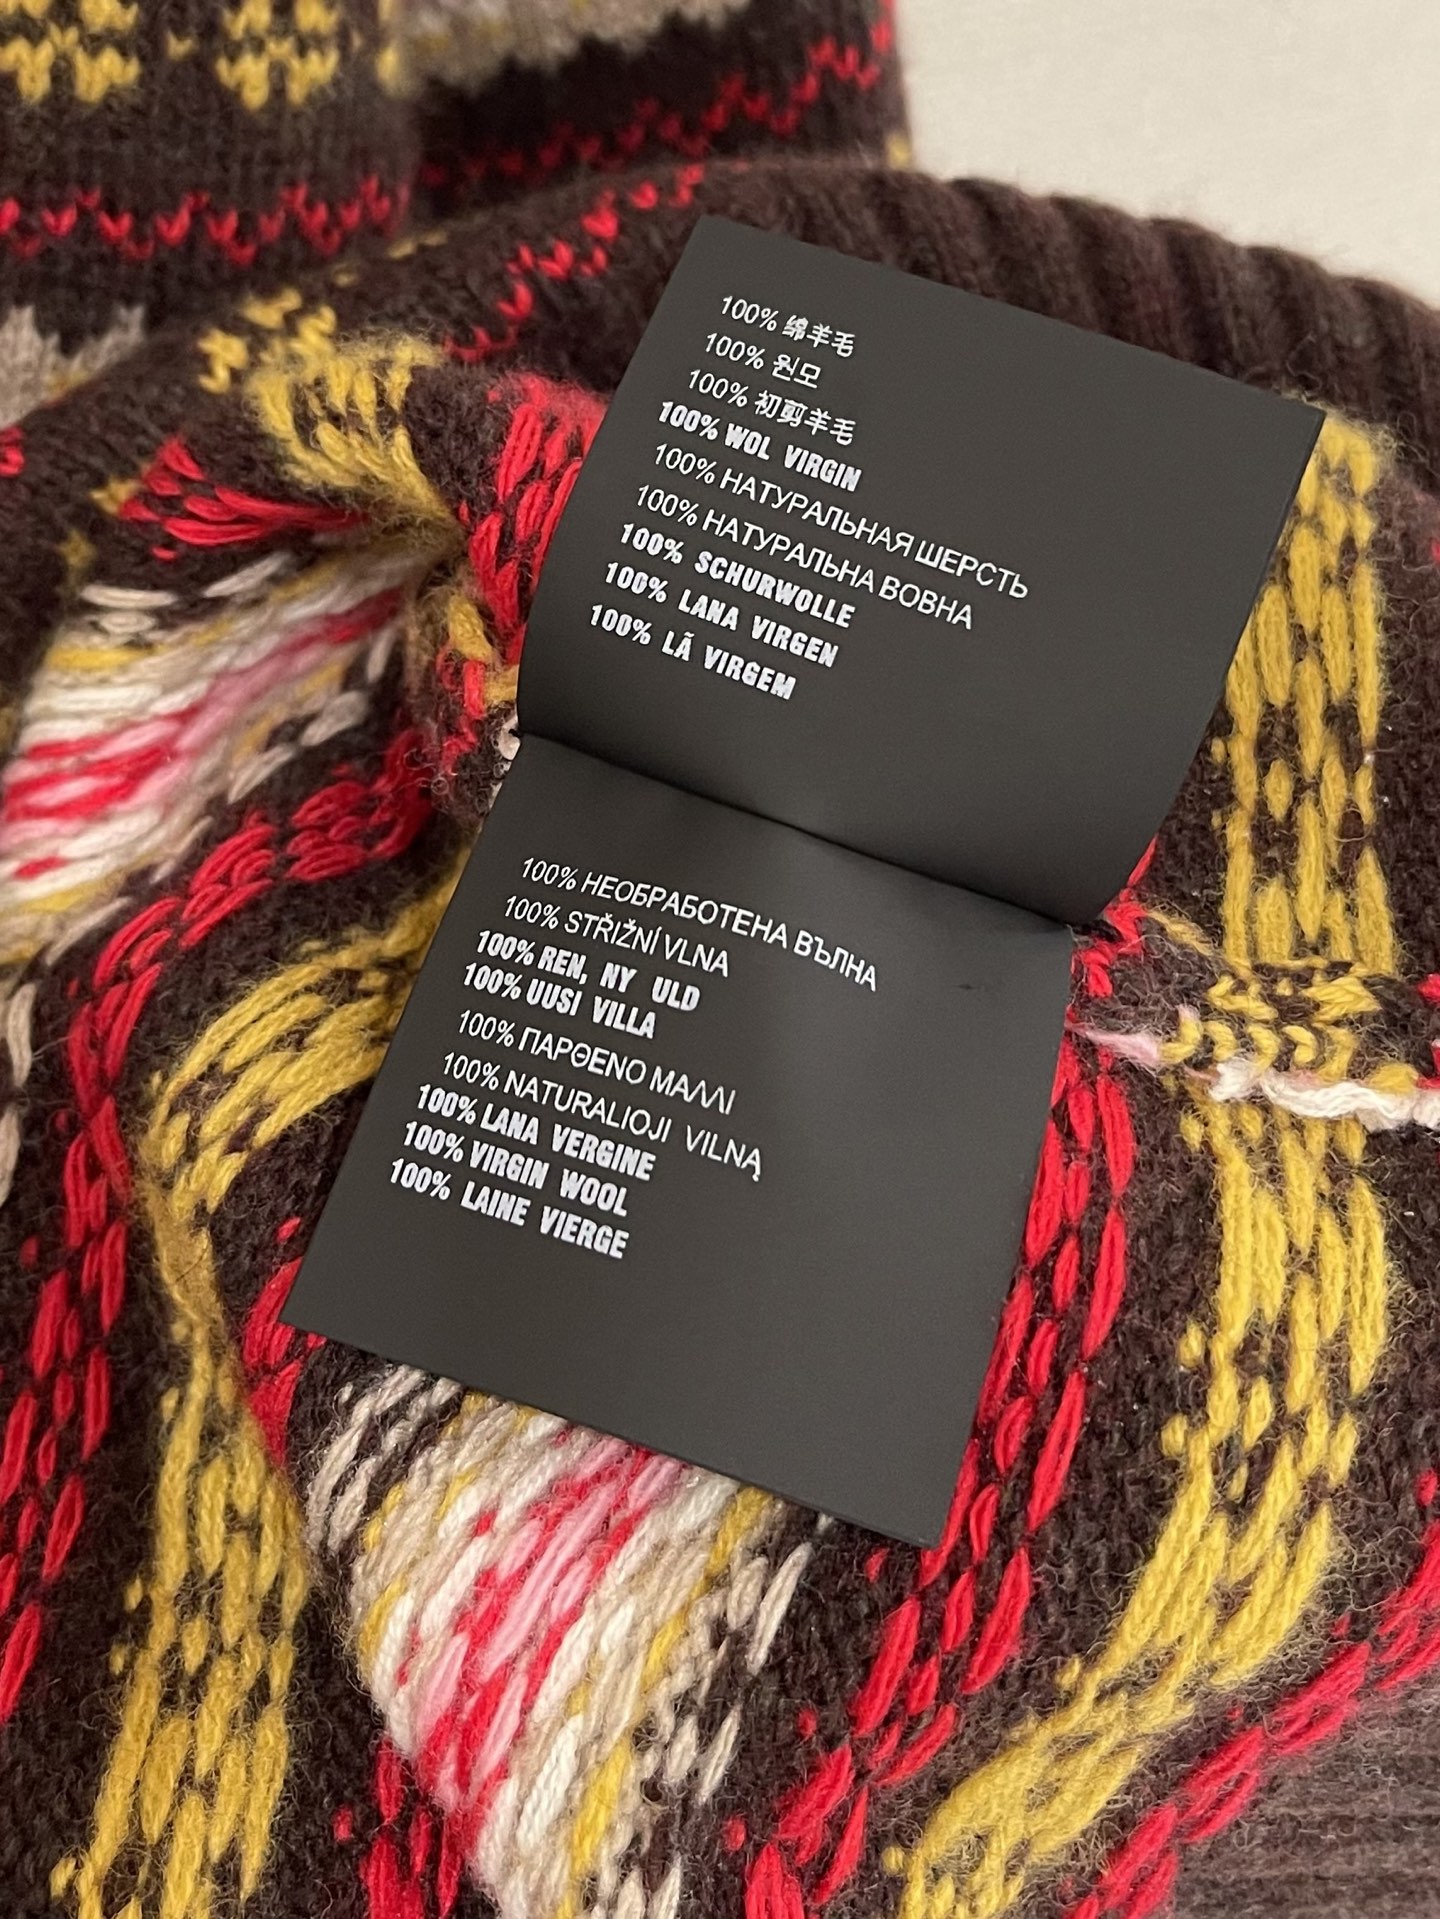 100% 绵羊毛
100% 원모
100% 初剪羊毛
100% WOL VIRGIN
100% НАТУРАЛЬНАЯ ШЕРСТЬ
100% НАТУРАЛЬНА ВОВНА
100% SCHURWOLLE
100% LANA VIRGEN
100% LÃ VIRGEM
100% НЕОБРАБОТЕНА ВЪЛНА
100% STŘIŽNÍ VLNA
100% REN, NY ULD
100% UUSI VILLA
100% ΠΑΡΘΕΝΟ ΜΑΛΛΙ
100% NATURALIOJI VILNĄ
100% LANA VERGINE
100% VIRGIN WOOL
100% LAINE VIERGE